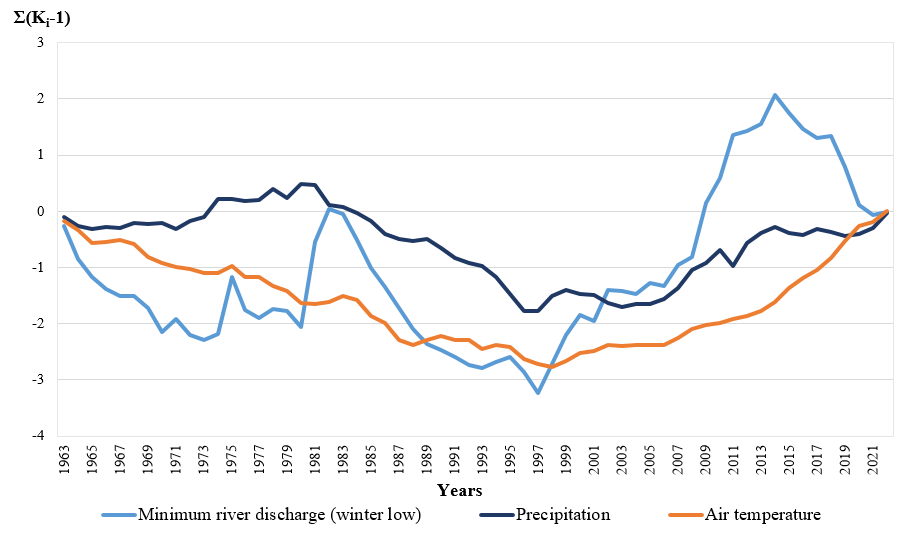 Σ(Ki-1)
3
2
1
0
-1
-2
-3
-4
1963 1965 1967 1969 1971 1973 1975 1977 1979 1981 1983 1985 1987 1989 1991 1993 1995 1997 1999 2001 2003 2005 2007 2009 2011 2013 2015 2017 2019 2021
Years
Minimum river discharge (winter low) Precipitation Air temperature